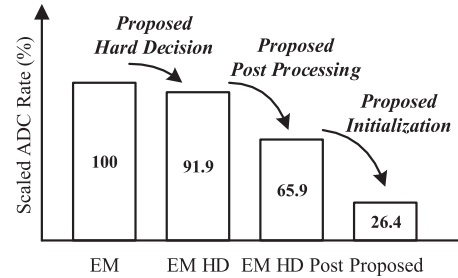 Scaled ADC Rate (%)
Proposed
Hard Decision
Proposed
Post Processing
Proposed
Initialization
100
91.9
65.9
26.4
EM
EM HD
EM HD Post
Proposed